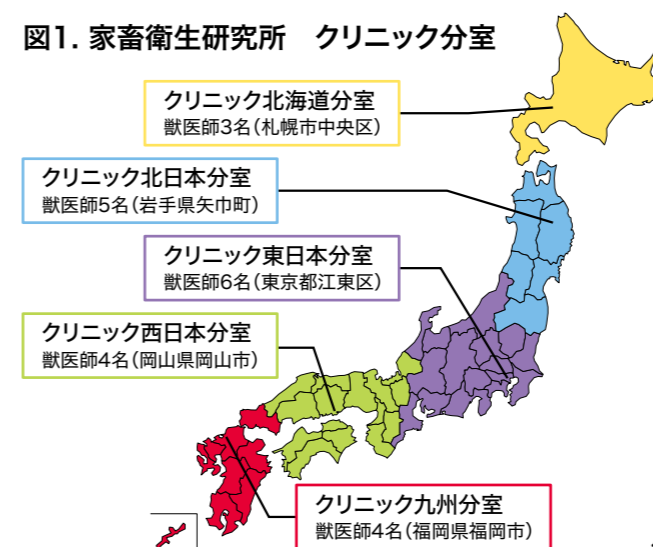 図1. 家畜衛生研究所　クリニック分室
クリニック北海道分室
獣医師3名（札幌市中央区）
クリニック北日本分室
獣医師5名（岩手県矢巾町）
クリニック東日本分室
獣医師6名（東京都江東区）
クリニック西日本分室
獣医師4名（岡山県岡山市）
クリニック九州分室
獣医師4名（福岡県福岡市）